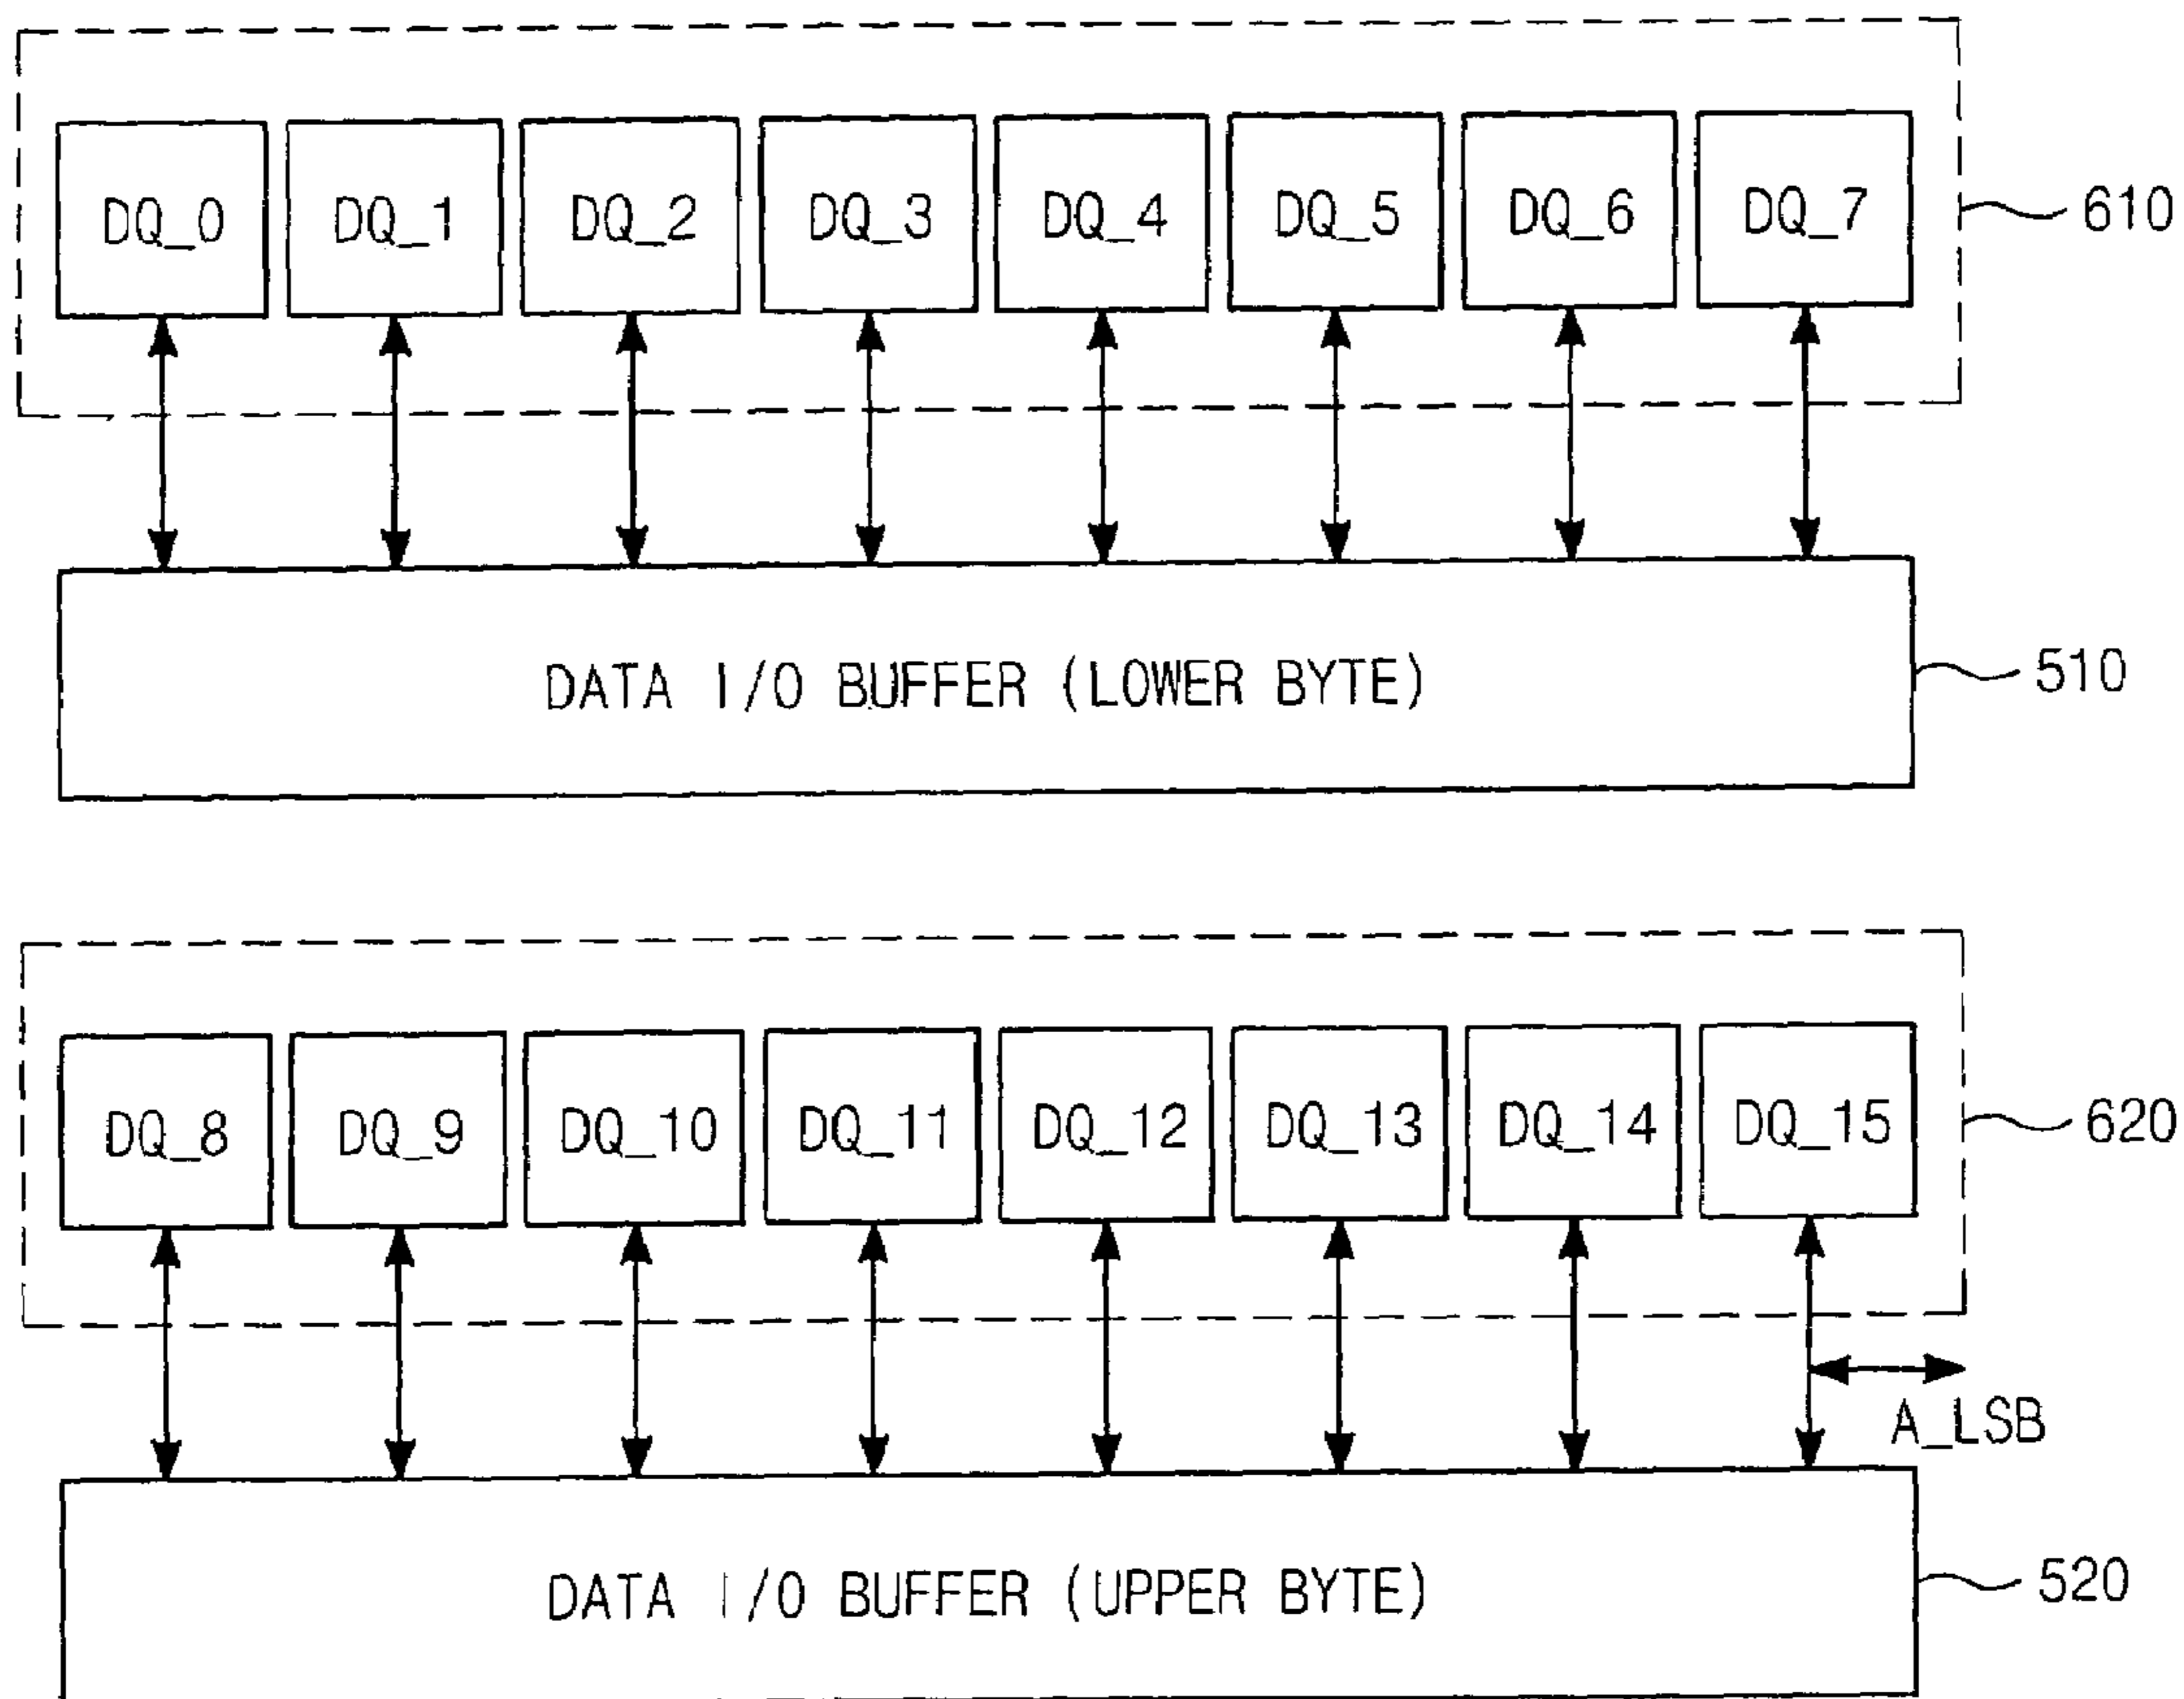 DQ_0 DQ_1 DQ_2 DQ_3 DQ_4 DQ_5 DQ_6 DQ_7 610
DATA I/O BUFFER (LOWER BYTE) 510
DQ_8 DQ_9 DQ_10 DQ_11 DQ_12 DQ_13 DQ_14 DQ_15 620
A_LSB
DATA I/O BUFFER (UPPER BYTE) 520